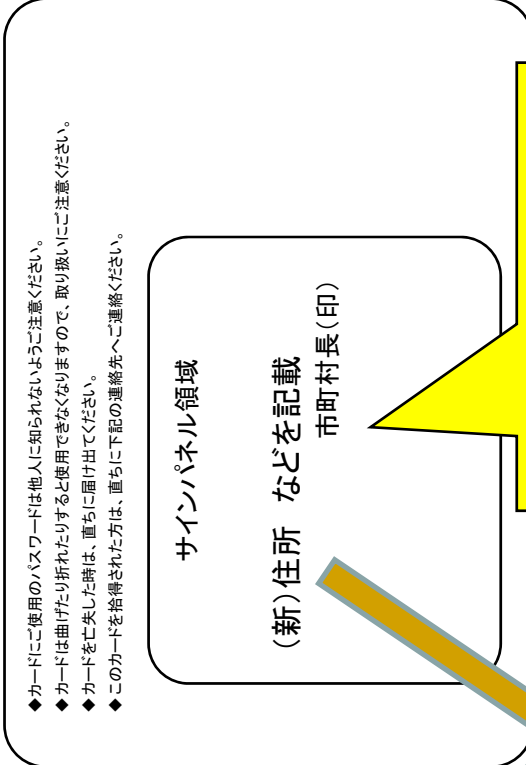 ◆カードにご使用のパスワードは他人に知られないようご注意ください。
◆カードは曲げたり折れたりすると使用できなくなりますので、取り扱いにご注意ください。
◆カードを亡失した時は、直ちに届け出てください。
◆このカードを拾得された方は、直ちに下記の連絡先へご連絡ください。
サインパネル領域
(新)住所 などを記載
市町村長(印)